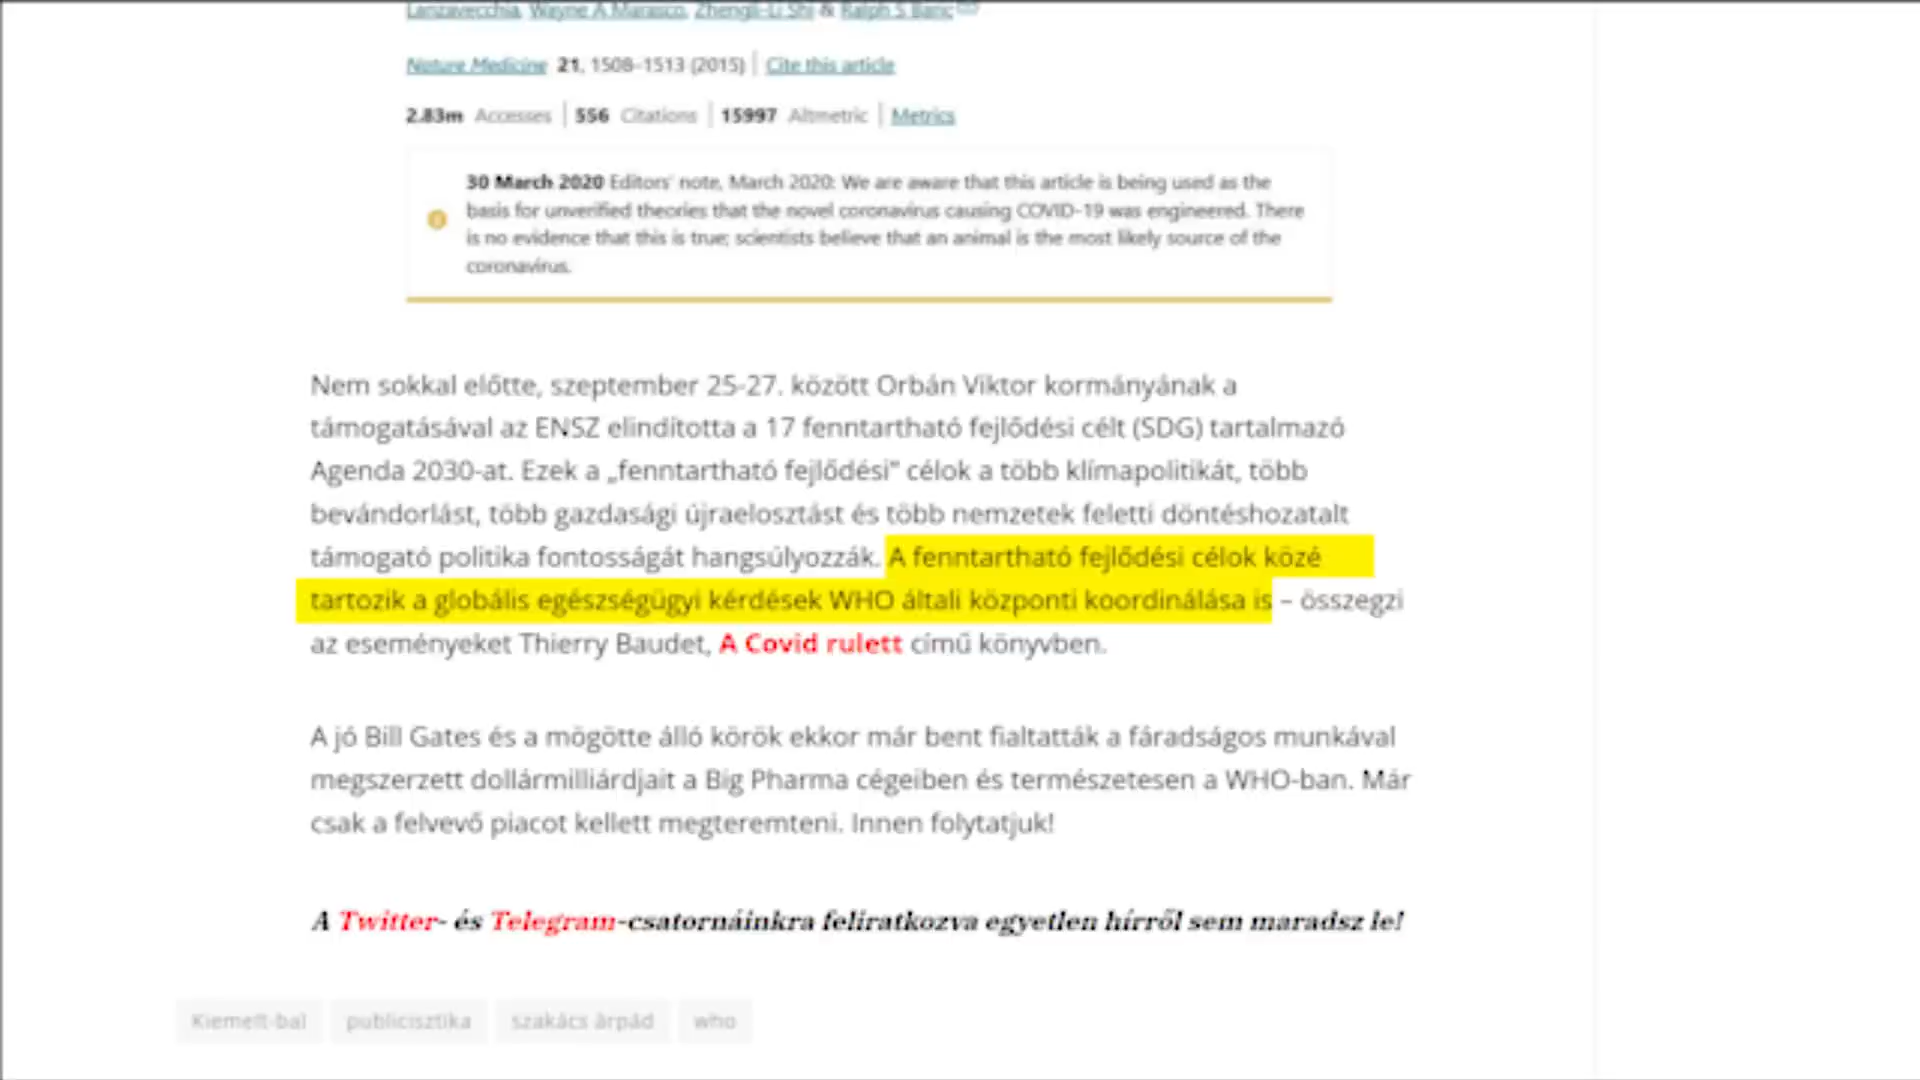 Lanzavecchia, Wayne A Marasco, Zhengli-Li Shi & Ralph S Baric
Nature Medicine 21, 1508–1513 (2015) | Cite this article
2.83m Accesses | 556 Citations | 15997 Altmetric | Metrics
30 March 2020 Editors' note, March 2020: We are aware that this article is being used as the
basis for unverified theories that the novel coronavirus causing COVID-19 was engineered. There
is no evidence that this is true; scientists believe that an animal is the most likely source of the
coronavirus.
Nem sokkal előtte, szeptember 25-27. között Orbán Viktor kormányának a
támogatásával az ENSZ elindította a 17 fenntartható fejlődési célt (SDG) tartalmazó
Agenda 2030-at. Ezek a „fenntartható fejlődési” célok a több klímapolitikát, több
bevándorlást, több gazdasági újraelosztást és több nemzetek feletti döntéshozatalt
támogató politika fontosságát hangsúlyozzák. A fenntartható fejlődési célok közé
tartozik a globális egészségügyi kérdések WHO általi központi koordinálása is – összegzi
az eseményeket Thierry Baudet, A Covid rulett című könyvben.
A jó Bill Gates és a mögötte álló körök ekkor már bent fialtatták a fáradságos munkával
megszerzett dollármilliárdjait a Big Pharma cégeiben és természetesen a WHO-ban. Már
csak a felvevő piacot kellett megteremteni. Innen folytatjuk!
A Twitter- és Telegram-csatornáinkra feliratkozva egyetlen hírről sem maradsz le!
Kiemelt-bal publicisztika szakács árpád who